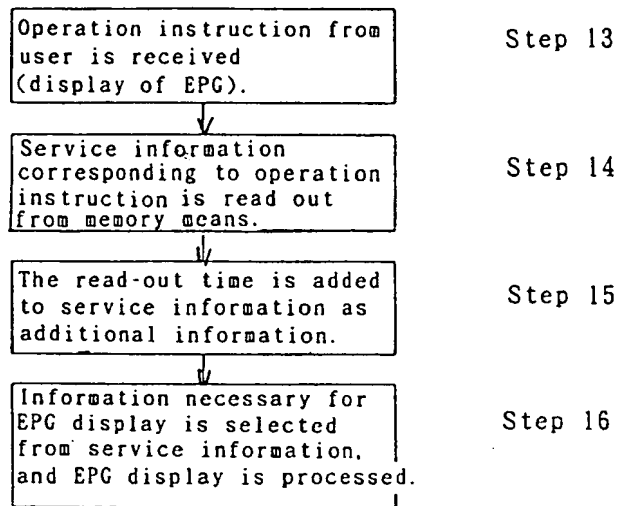 Operation instruction from
user is received
(display of EPG).
Step 13
Service information
corresponding to operation
instruction is read out
from memory means.
Step 14
The read-out time is added
to service information as
additional information.
Step 15
Information necessary for
EPG display is selected
from service information,
and EPG display is processed.
Step 16